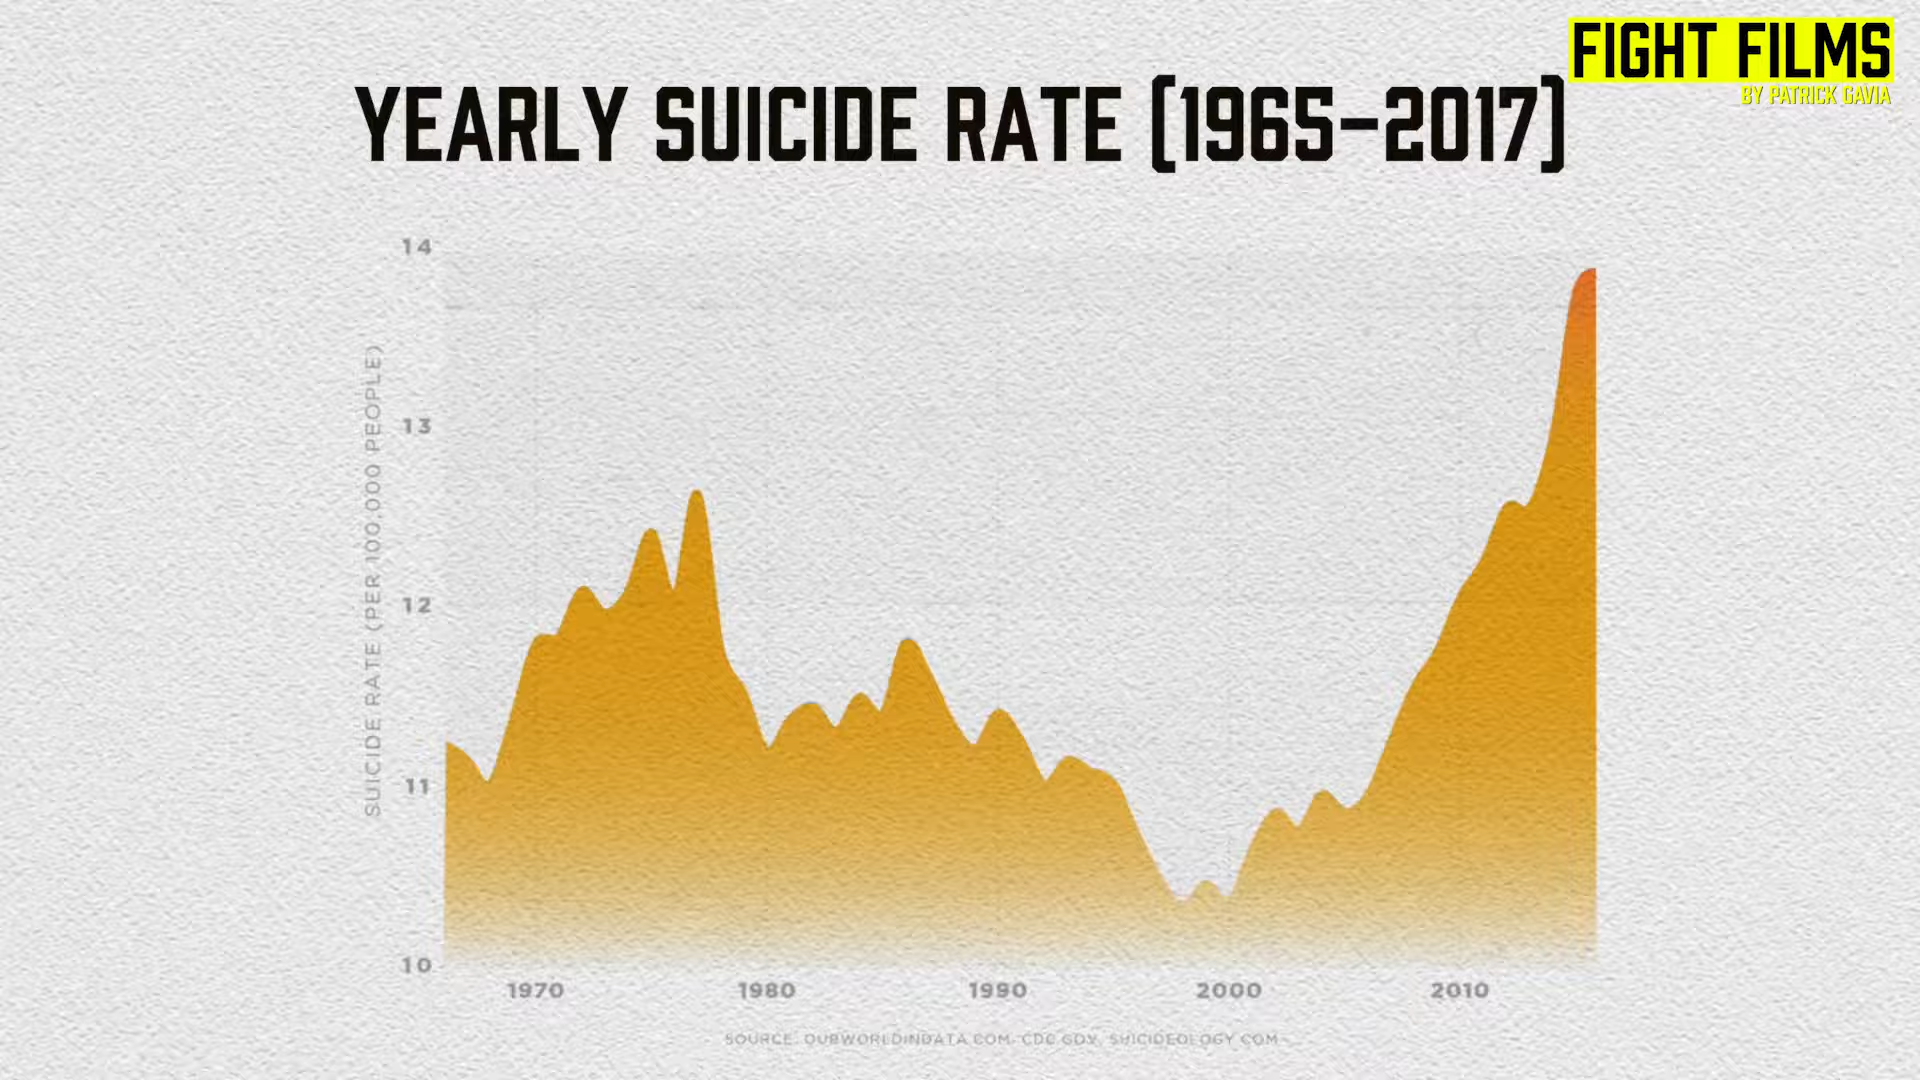 FIGHT FILMS
BY PATRICK GAVIA
YEARLY SUICIDE RATE [1965-2017]
SUICIDE RATE (PER 100,000 PEOPLE)
14
13
12
11
10
1970 1980 1990 2000 2010
SOURCE: OURWORLDINDATA.COM, CDC.GOV, SUICIDEOLOGY.COM